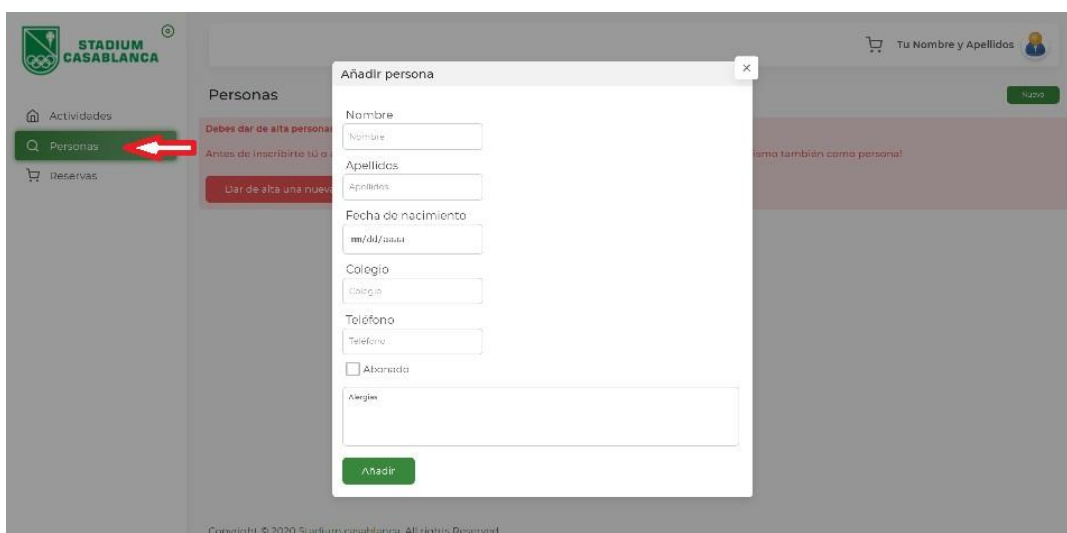 STADIUM
CASABLANCA
Tu Nombre y Apellidos
Añadir persona
×
Personas
Nuevo
Actividades
Personas
Reservas
Debes dar de alta persona
Antes de inscribirte tú o
ismo también como persona!
Dar de alta una nueva
Nombre
Nombre
Apellidos
Apellidos
Fecha de nacimiento
mm/dd/aaaa
Colegio
Colegio
Teléfono
Teléfono
Abonado
Alergias
Añadir
Copyright © 2020 Stadium casablanca. All rights Reserved